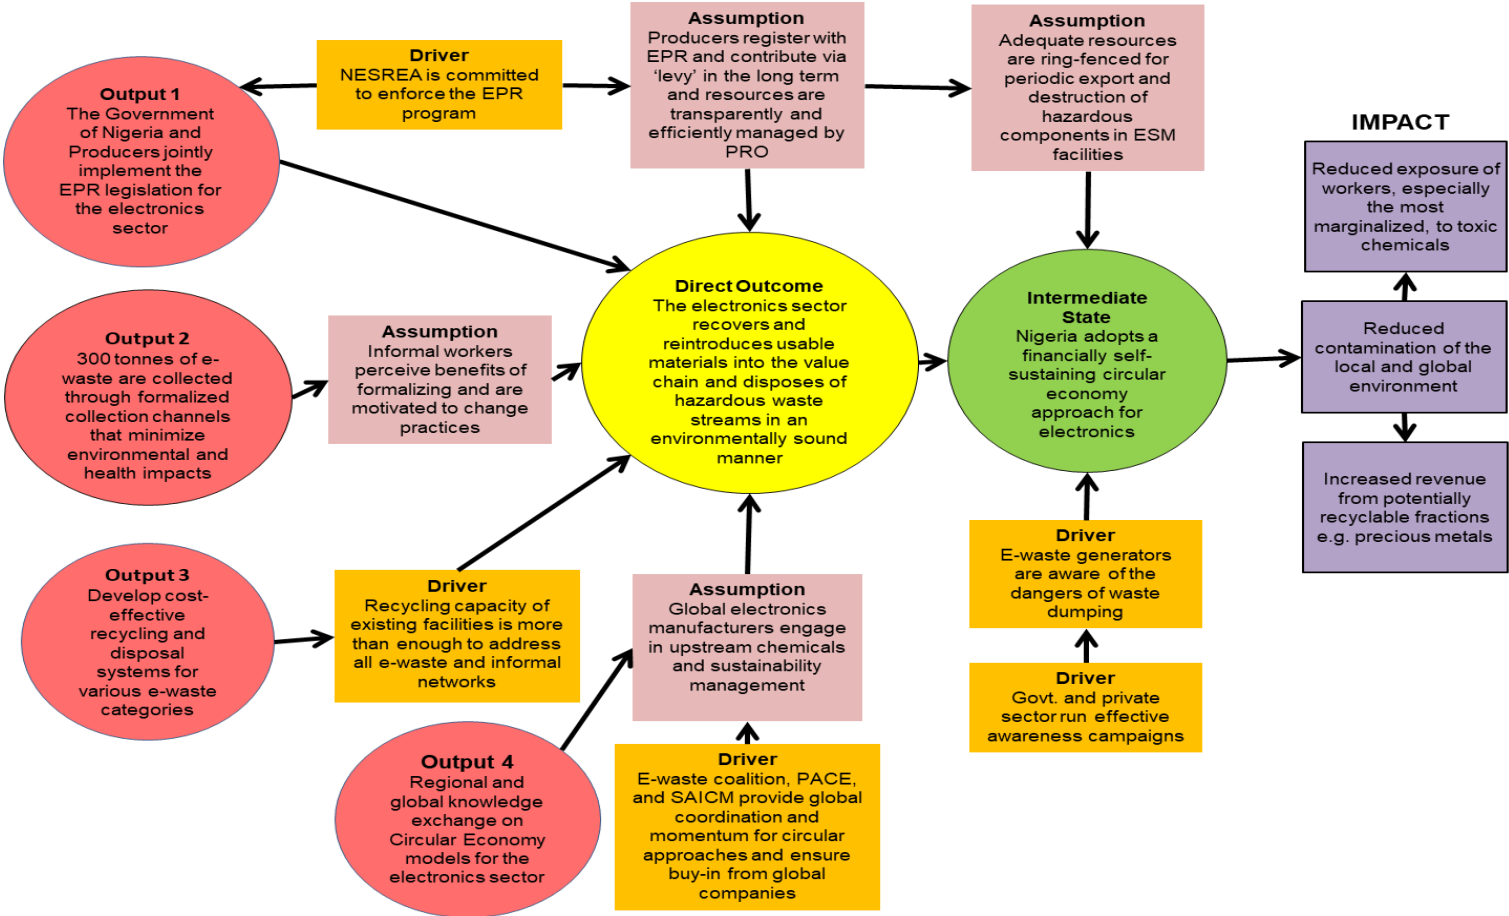 Output 1
The Government
of Nigeria and
Producers jointly
implement the
EPR legislation for
the electronics
sector
Driver
NESREA is committed
to enforce the EPR
program
Assumption
Producers register with
EPR and contribute via
‘levy’ in the long term
and resources are
transparently and
efficiently managed by
PRO
Assumption
Adequate resources
are ring-fenced for
periodic export and
destruction of
hazardous
components in ESM
facilities
IMPACT
Reduced exposure of
workers, especially
the most
marginalized, to toxic
chemicals
Output 2
300 tonnes of e-
waste are collected
through formalized
collection channels
that minimize
environmental and
health impacts
Assumption
Informal workers
perceive benefits of
formalizing and are
motivated to change
practices
Direct Outcome
The electronics sector
recovers and
reintroduces usable
materials into the value
chain and disposes of
hazardous waste
streams in an
environmentally sound
manner
Intermediate
State
Nigeria adopts a
financially self-
sustaining circular
economy
approach for
electronics
Reduced
contamination of the
local and global
environment
Increased revenue
from potentially
recyclable fractions
e.g. precious metals
Output 3
Develop cost-
effective
recycling and
disposal
systems for
various e-waste
categories
Driver
Recycling capacity of
existing facilities is more
than enough to address
all e-waste and informal
networks
Assumption
Global electronics
manufacturers engage
in upstream chemicals
and sustainability
management
Driver
E-waste generators
are aware of the
dangers of waste
dumping
Driver
Govt. and private
sector run effective
awareness campaigns
Output 4
Regional and
global knowledge
exchange on
Circular Economy
models for the
electronics sector
Driver
E-waste coalition, PACE,
and SAICM provide global
coordination and
momentum for circular
approaches and ensure
buy-in from global
companies